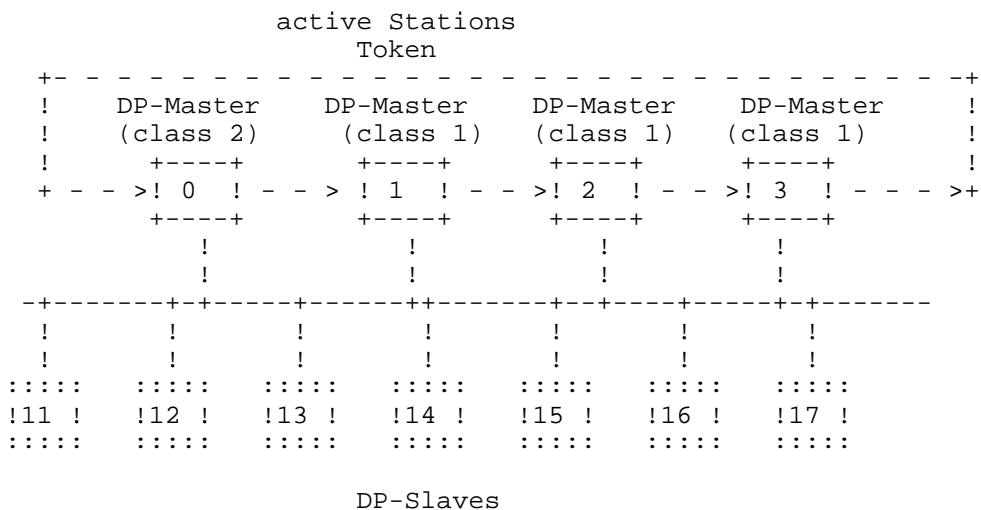 active Stations
Token
+- - - - - - - - - - - - - - - - - - - - - - - - - - - - -+
! DP-Master DP-Master DP-Master DP-Master !
! (class 2) (class 1) (class 1) (class 1) !
! +----+ +----+ +----+ +----+ !
+ - - >! 0 ! - - > ! 1 ! - - >! 2 ! - - >! 3 ! - - - >+
+----+ +----+ +----+ +----+
! ! ! !
! ! ! !
-+-------+-+-----+------++-------+--+----+-----+-+-------
! ! ! ! ! ! !
! ! ! ! ! ! !
::::: ::::: ::::: ::::: ::::: ::::: :::::
!11 ! !12 ! !13 ! !14 ! !15 ! !16 ! !17 !
::::: ::::: ::::: ::::: ::::: ::::: :::::
DP-Slaves